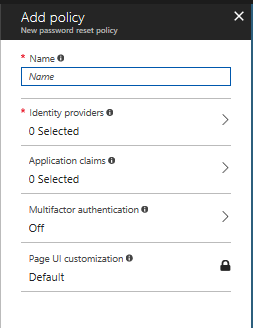 Add policy
New password reset policy
* Name
Name
* Identity providers
0 Selected
Application claims
0 Selected
Multifactor authentication
Off
Page UI customization
Default